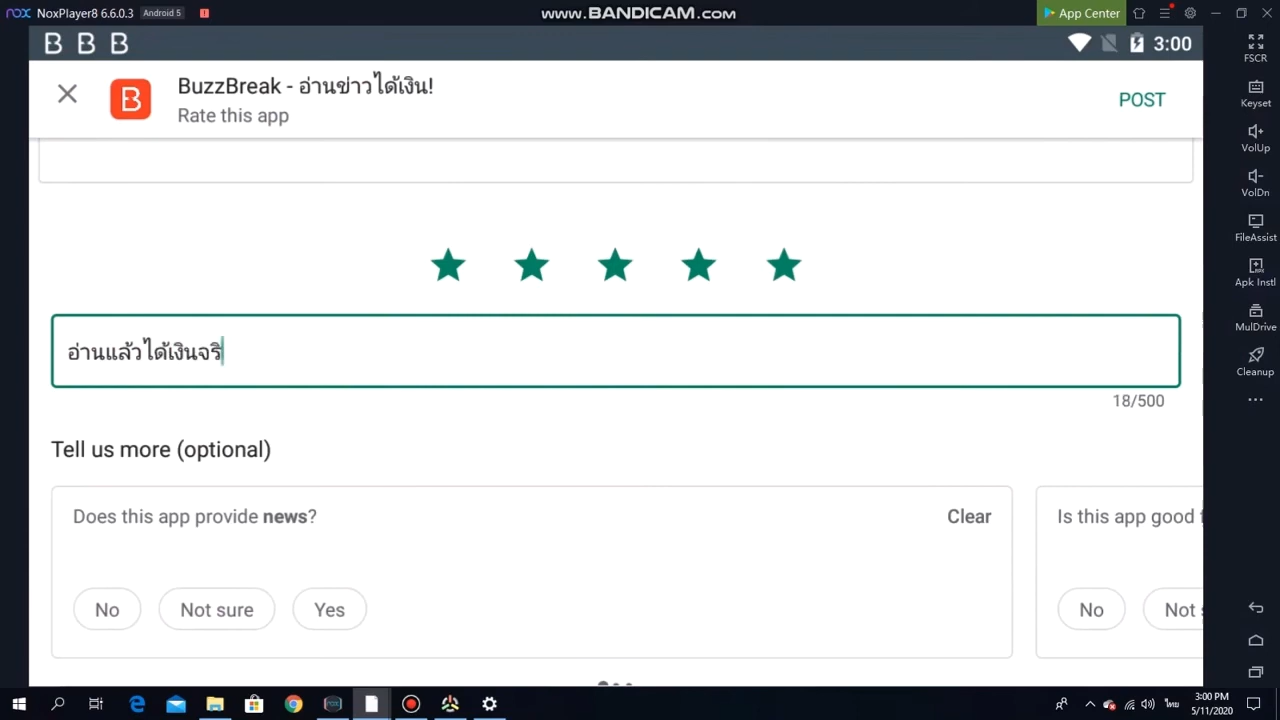 NOX NoxPlayer8 6.6.0.3 Android 5
www.BANDICAM.com
App Center
3:00
BuzzBreak - อ่านข่าวได้เงิน!
Rate this app
POST
อ่านแล้วได้เงินจริ
18/500
Tell us more (optional)
Does this app provide news?
Clear
No
Not sure
Yes
Is this app good
No
Not
FSCR
Keyset
VolUp
VolDn
FileAssist
Apk Instl
MulDrive
Cleanup
ไทย
3:00 PM
5/11/2020